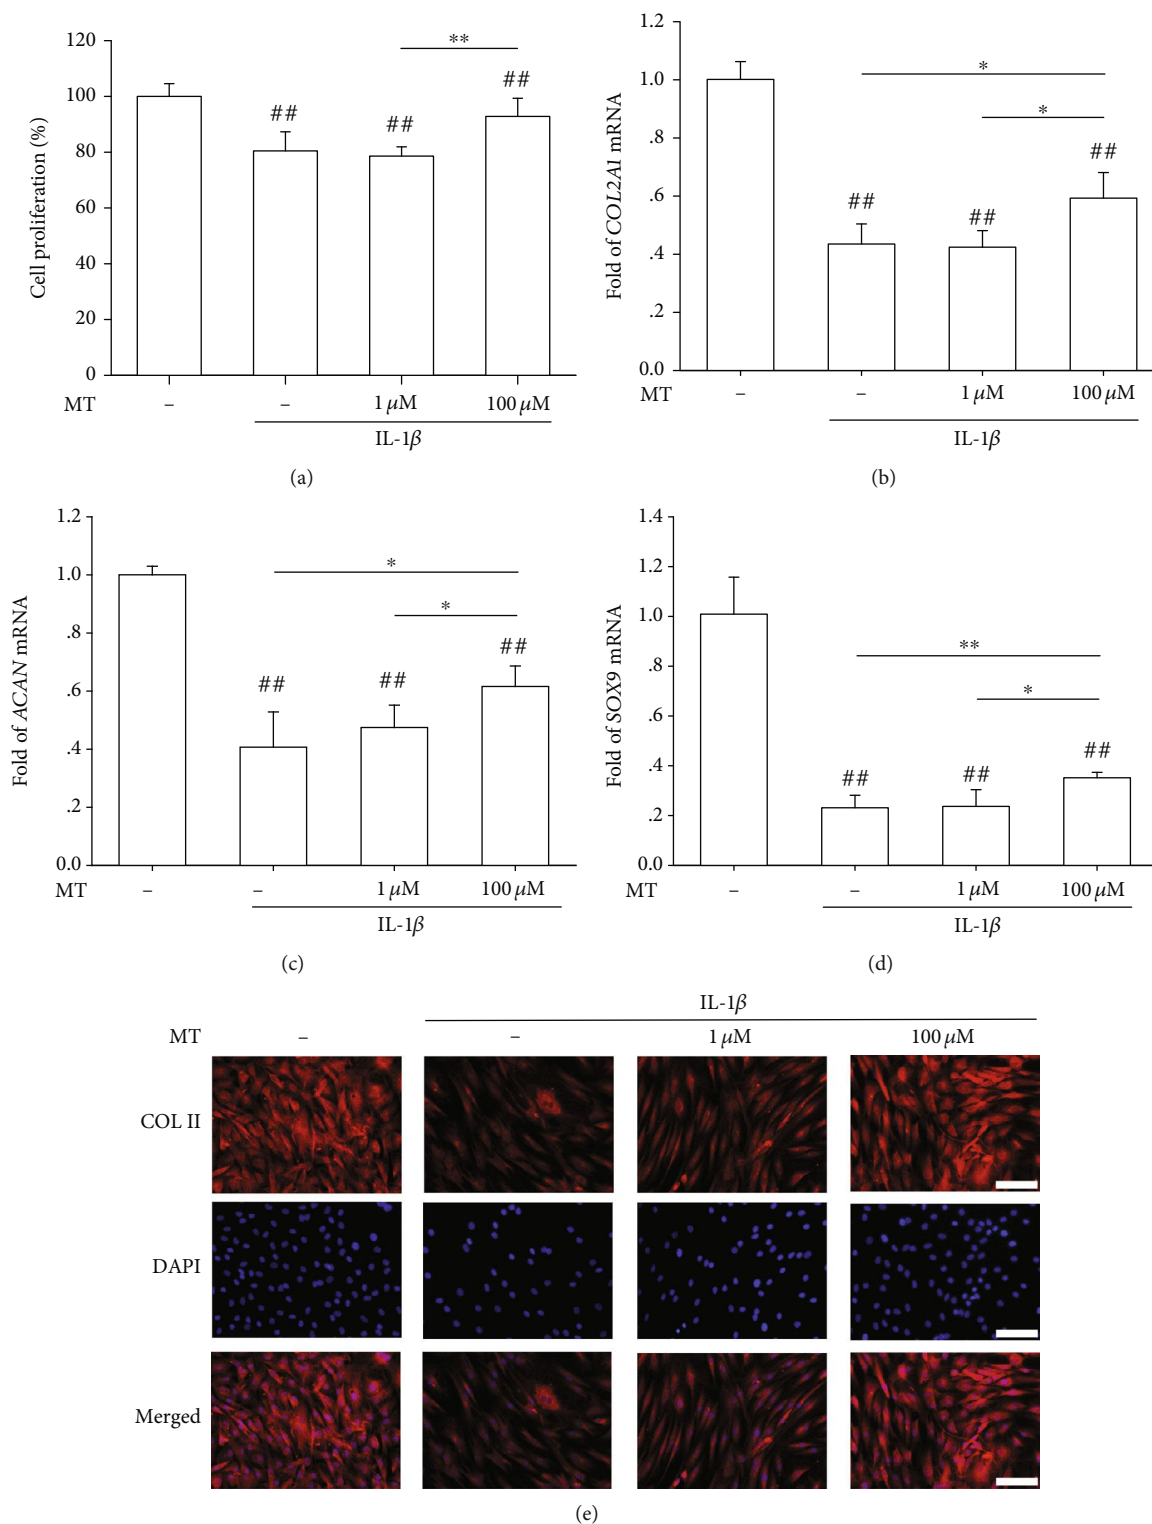 120
100
80
60
40
20
0
Cell proliferation (%)
**
##
##
##
MT
–
–
1 μM
100 μM
IL-1β
(a)
1.2
1.0
.8
.6
.4
.2
0.0
Fold of COL2A1 mRNA
*
*
##
##
##
MT
–
–
1 μM
100 μM
IL-1β
(b)
1.2
1.0
.8
.6
.4
.2
0.0
Fold of ACAN mRNA
*
*
##
##
##
MT
–
–
1 μM
100 μM
IL-1β
(c)
1.4
1.2
1.0
.8
.6
.4
.2
0.0
Fold of SOX9 mRNA
**
*
##
##
##
MT
–
–
1 μM
100 μM
IL-1β
(d)
IL-1β
MT – – 1 μM 100 μM
COL II
DAPI
Merged
(e)